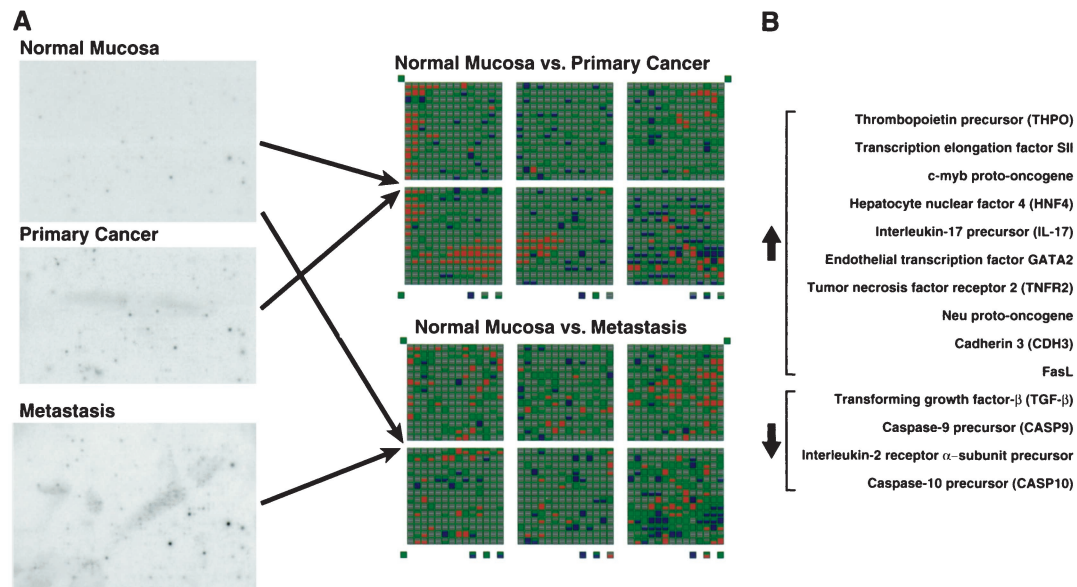 A
Normal Mucosa
Primary Cancer
Metastasis
Normal Mucosa vs. Primary Cancer
Normal Mucosa vs. Metastasis
B
Thrombopoietin precursor (THPO)
Transcription elongation factor SII
c-myb proto-oncogene
Hepatocyte nuclear factor 4 (HNF4)
Interleukin-17 precursor (IL-17)
Endothelial transcription factor GATA2
Tumor necrosis factor receptor 2 (TNFR2)
Neu proto-oncogene
Cadherin 3 (CDH3)
FasL
Transforming growth factor-β (TGF-β)
Caspase-9 precursor (CASP9)
Interleukin-2 receptor α−subunit precursor
Caspase-10 precursor (CASP10)